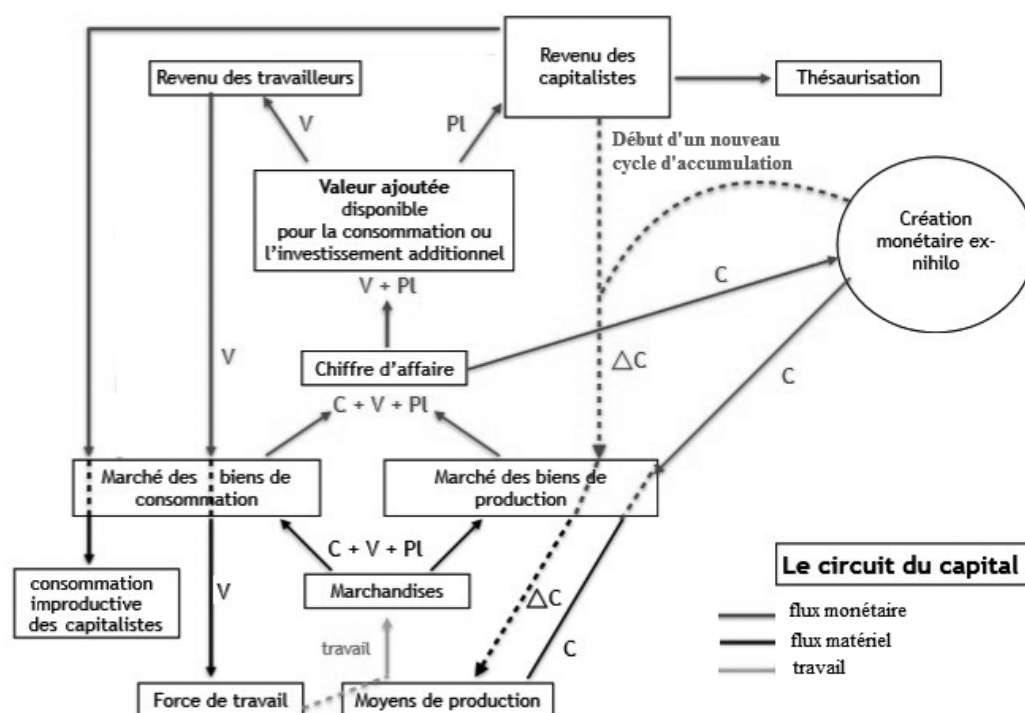 Revenu des
capitalistes
Thésaurisation
Revenu des travailleurs
V
Pl
Début d'un nouveau
cycle d'accumulation
Valeur ajoutée
disponible
pour la consommation ou
l'investissement additionnel
Création
monétaire ex-
nihilo
V + Pl
C
V
Chiffre d'affaire
△C
C
C + V + Pl
Marché des biens de
consommation
Marché des biens de
production
C + V + Pl
consommation
improductive
des capitalistes
V
Marchandises
△C
C
travail
Force de travail
Moyens de production
Le circuit du capital
flux monétaire
flux matériel
travail